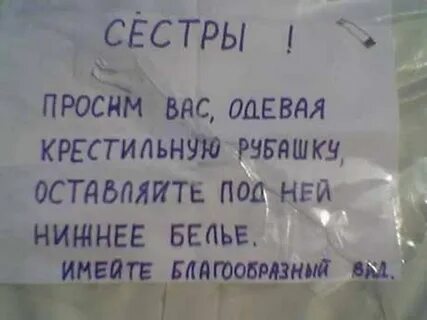 СЁСТРЫ !
ПРОСИМ ВАС, ОДЕВАЯ
КРЕСТИЛЬНУЮ РУБАШКУ,
ОСТАВЛЯЙТЕ ПОД НЕЙ
НИЖНЕЕ БЕЛЬЕ.
ИМЕЙТЕ БЛАГООБРАЗНЫЙ ВИД.